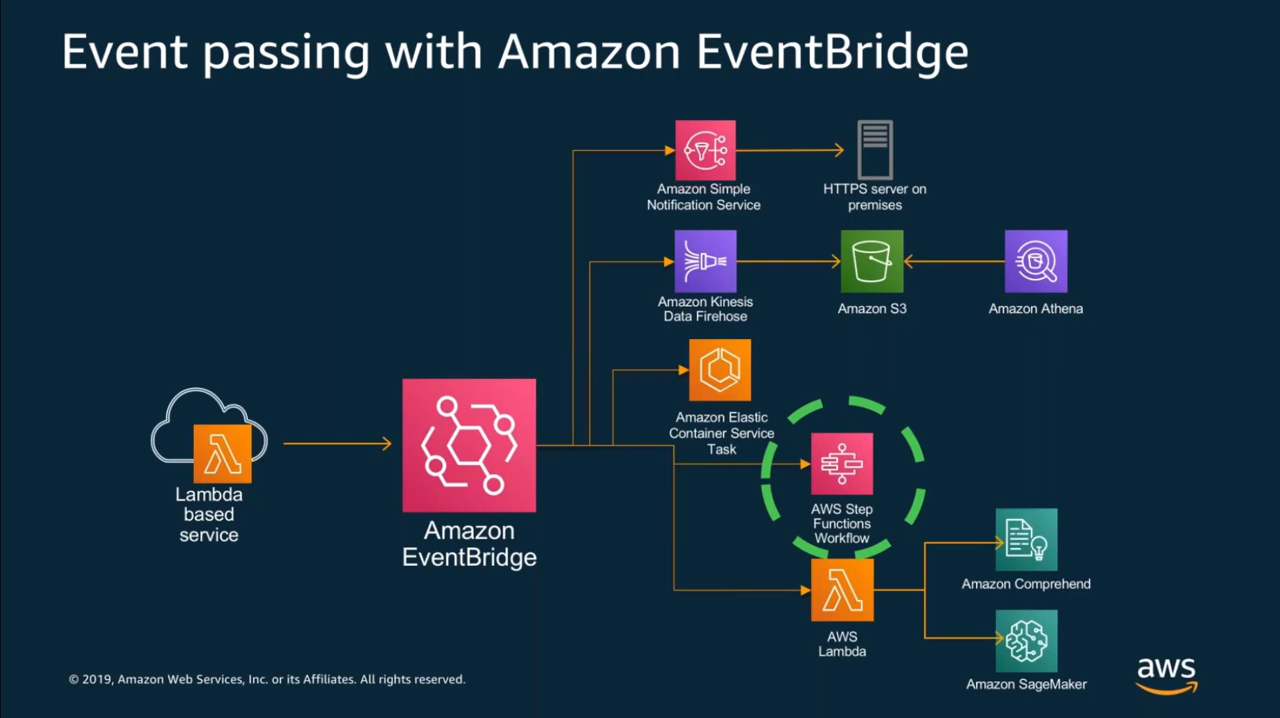 Event passing with Amazon EventBridge
Amazon Simple
Notification Service
HTTPS server on
premises
Amazon Kinesis
Data Firehose
Amazon S3
Amazon Athena
Amazon Elastic
Container Service
Task
Lambda
based
service
Amazon
EventBridge
AWS Step
Functions
Workflow
Amazon Comprehend
AWS
Lambda
Amazon SageMaker
© 2019, Amazon Web Services, Inc. or its Affiliates. All rights reserved.
aws